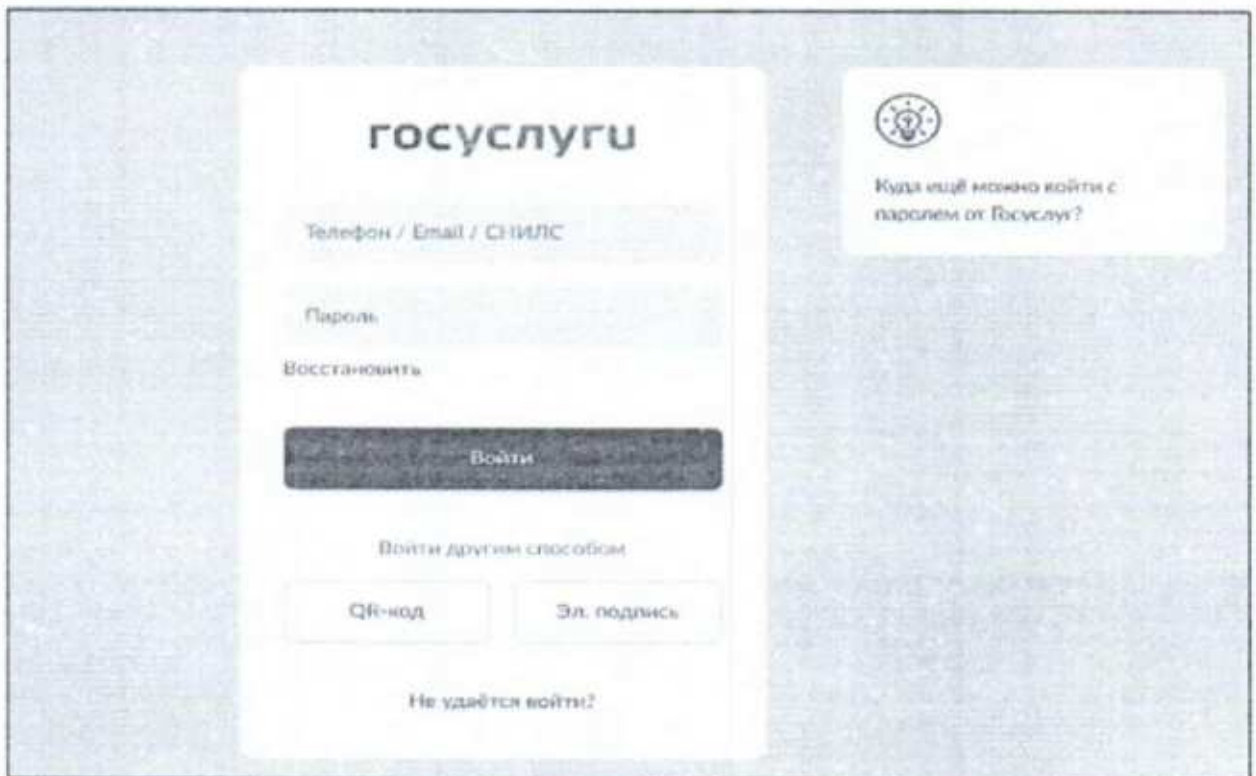 госуслуги
Телефон / Email / СНИЛС
Пароль
Восстановить
Войти
Войти другим способом
QR-код
Эл. подпись
Не удаётся войти?
Куда ещё можно войти с
паролем от Госуслуг?